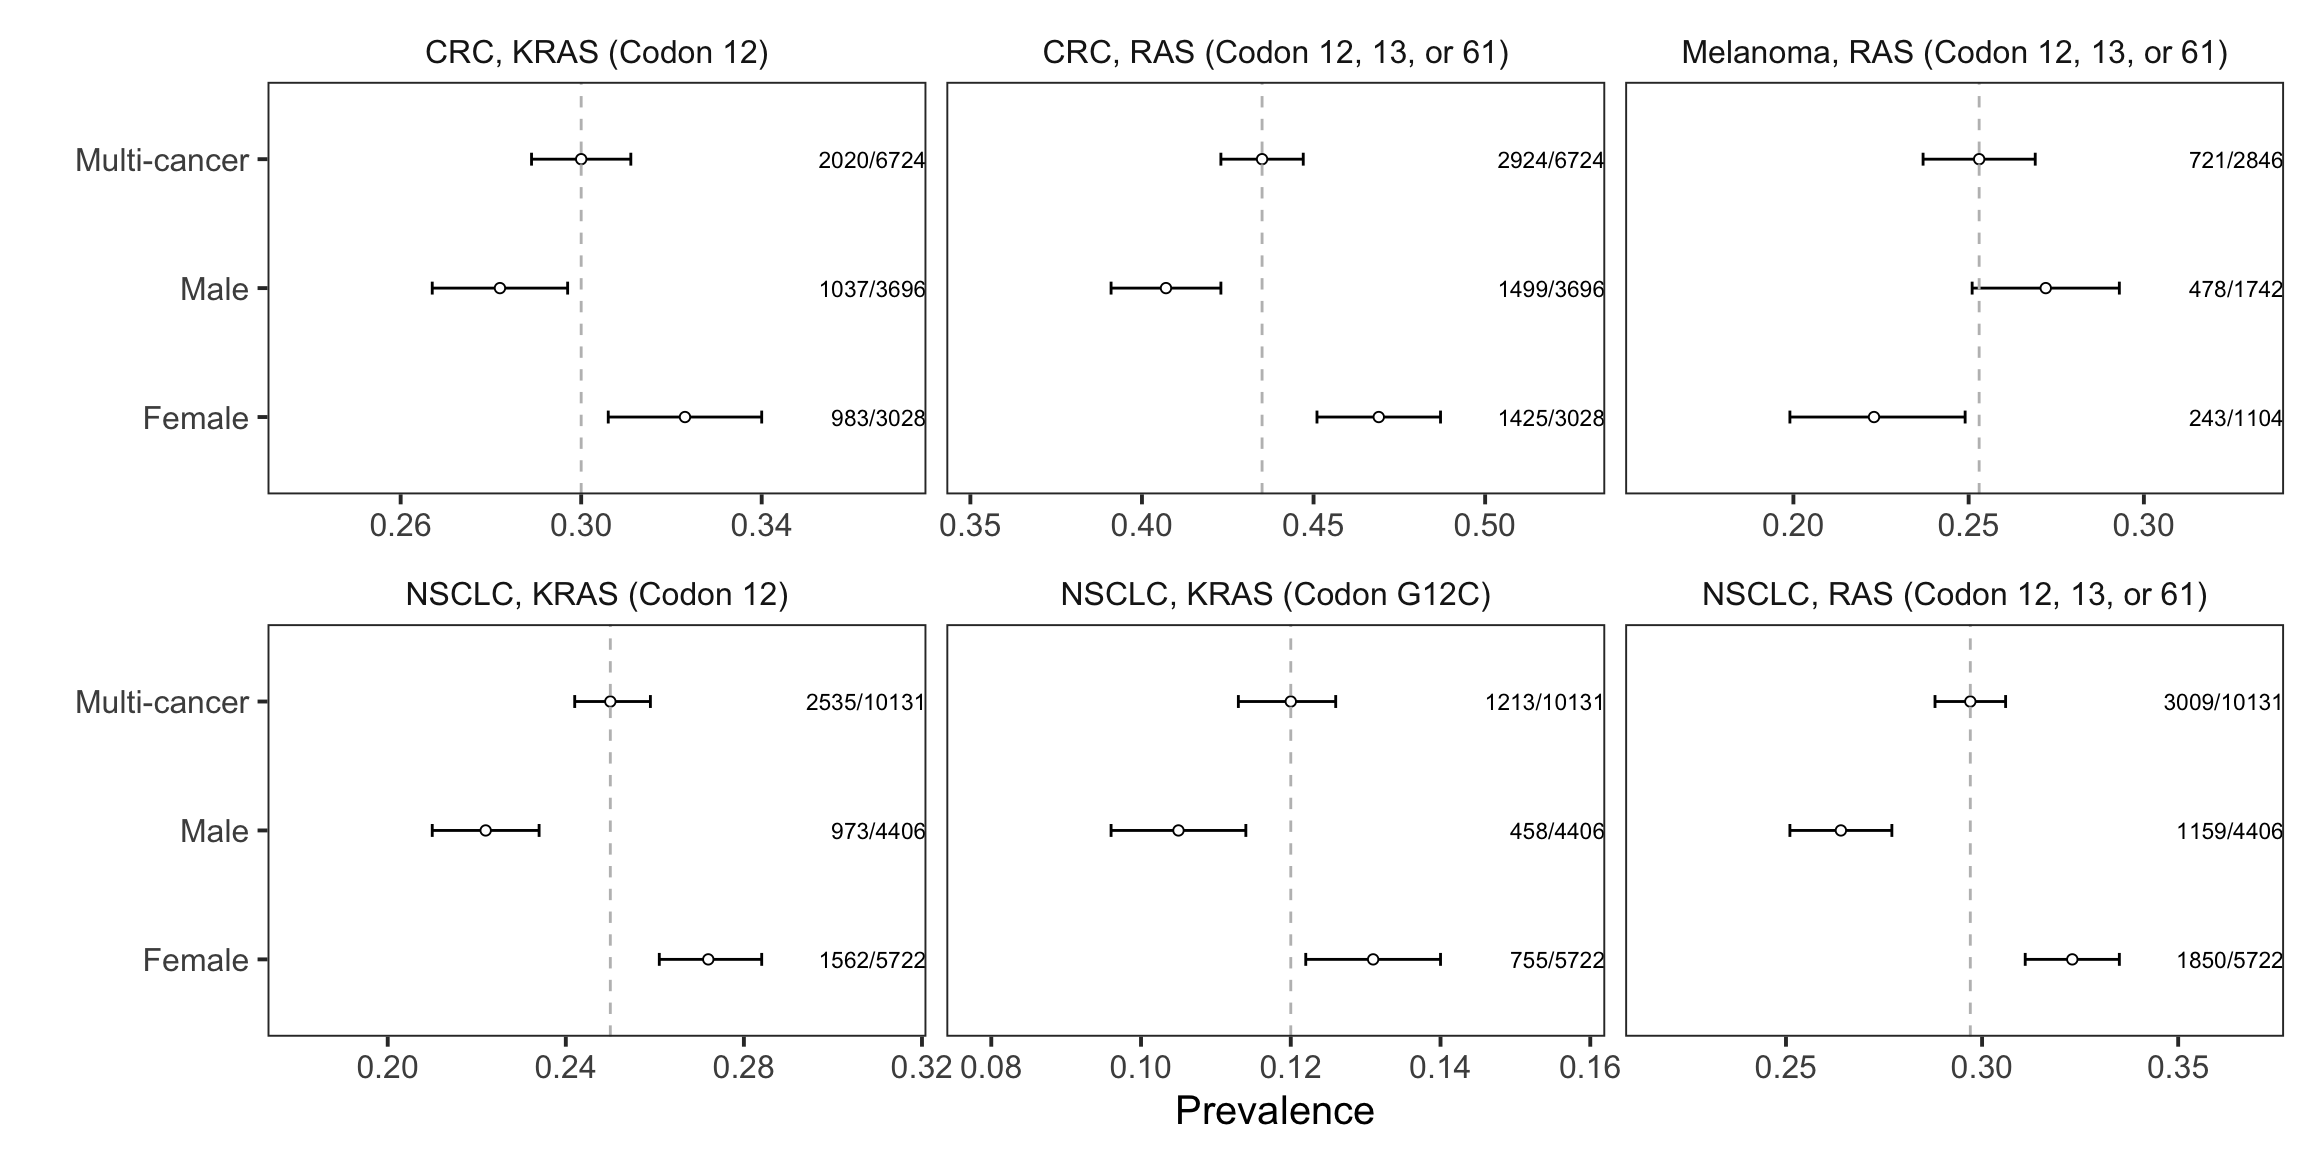 CRC, KRAS (Codon 12)
CRC, RAS (Codon 12, 13, or 61)
Melanoma, RAS (Codon 12, 13, or 61)
Multi-cancer
2020/6724
2924/6724
721/2846
Male
1037/3696
1499/3696
478/1742
Female
983/3028
1425/3028
243/1104
0.26 0.30 0.34
0.35 0.40 0.45 0.50
0.20 0.25 0.30
NSCLC, KRAS (Codon 12)
NSCLC, KRAS (Codon G12C)
NSCLC, RAS (Codon 12, 13, or 61)
Multi-cancer
2535/10131
1213/10131
3009/10131
Male
973/4406
458/4406
1159/4406
Female
1562/5722
755/5722
1850/5722
0.20 0.24 0.28 0.32
0.08 0.10 0.12 0.14 0.16
0.25 0.30 0.35
Prevalence